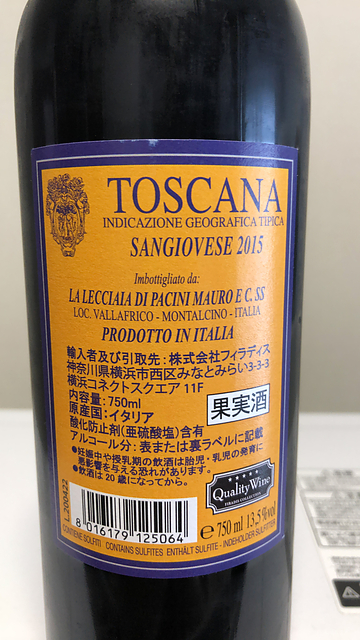 TOSCANA
INDICAZIONE GEOGRAFICA TIPICA
SANGIOVESE 2015
Imbottigliato da:
LA LECCIAIA DI PACINI MAURO E C. SS
LOC. VALLAFRICO - MONTALCINO - ITALIA
PRODOTTO IN ITALIA
輸入者及び引取先：株式会社フィラディス
神奈川県横浜市西区みなとみらい3-3-3
横浜コネクトスクエア 11F
内容量：750ml
原産国：イタリア
果実酒
酸化防止剤(亜硫酸塩)含有
アルコール分：表または裏ラベルに記載
●妊娠中や授乳期の飲酒は胎児・乳児の発育に
悪影響を与える恐れがあります。
●飲酒は20歳になってから。
Quality Wine
FIRADIS COLLECTION
L.200422
8 016179 125064
e 750 ml 13,5%vol
CONTIENE SOLFITI CONTAINS SULFITES ENTHÄLT SULFITE - INDEHOLDER SULFITTER